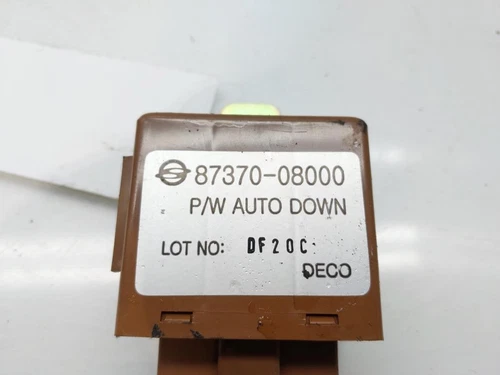 87370-08000
P/W AUTO DOWN
LOT NO: DF20C
DECO